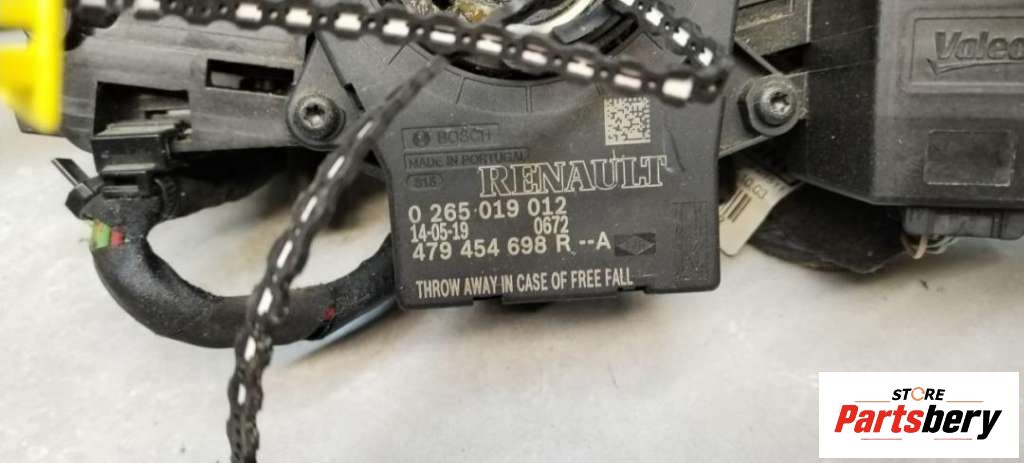 Valeo
BOSCH
MADE IN PORTUGAL
RENAULT
0 265 019 012
14-05-19 0672
479 454 698 R --A
THROW AWAY IN CASE OF FREE FALL
STORE
Partsbery